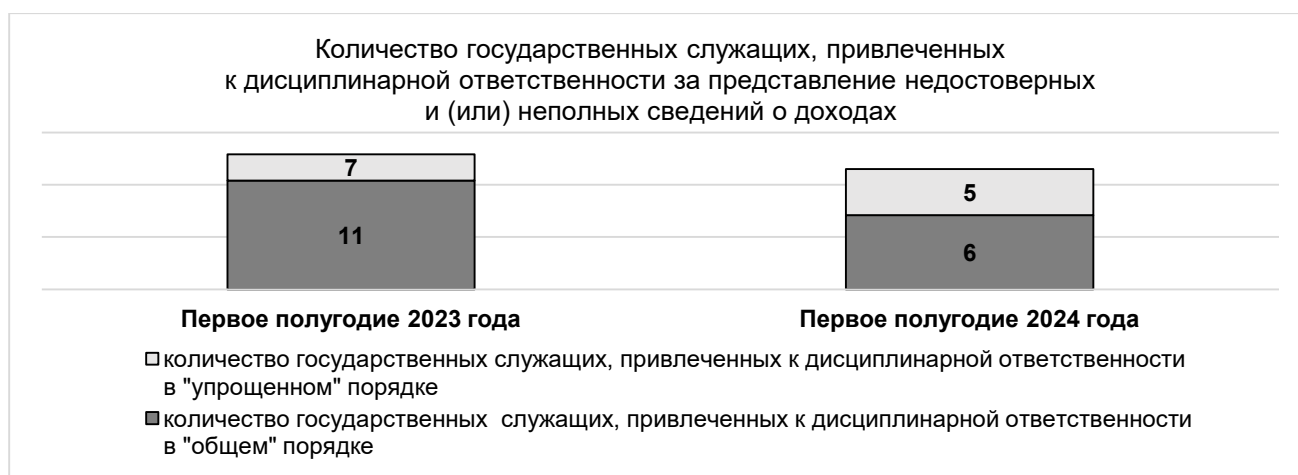 Количество государственных служащих, привлеченных
к дисциплинарной ответственности за представление недостоверных
и (или) неполных сведений о доходах
7
5
11
6
Первое полугодие 2023 года
Первое полугодие 2024 года
количество государственных служащих, привлеченных к дисциплинарной ответственности
в "упрощенном" порядке
количество государственных  служащих, привлеченных к дисциплинарной ответственности
в "общем" порядке